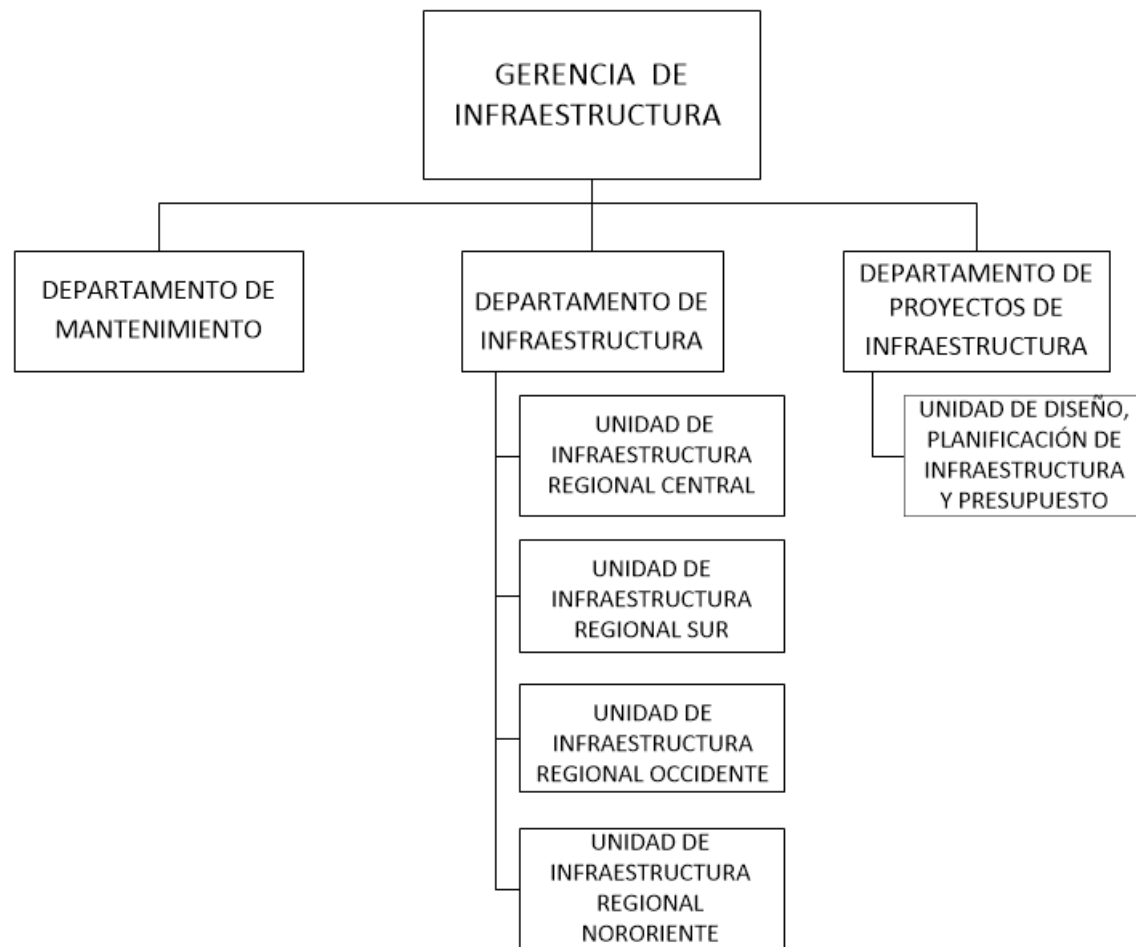 GERENCIA DE
INFRAESTRUCTURA
DEPARTAMENTO DE
MANTENIMIENTO
DEPARTAMENTO DE
INFRAESTRUCTURA
DEPARTAMENTO DE
PROYECTOS DE
INFRAESTRUCTURA
UNIDAD DE
INFRAESTRUCTURA
REGIONAL CENTRAL
UNIDAD DE
INFRAESTRUCTURA
REGIONAL SUR
UNIDAD DE
INFRAESTRUCTURA
REGIONAL OCCIDENTE
UNIDAD DE
INFRAESTRUCTURA
REGIONAL
NORORIENTE
UNIDAD DE DISEÑO,
PLANIFICACIÓN DE
INFRAESTRUCTURA
Y PRESUPUESTO